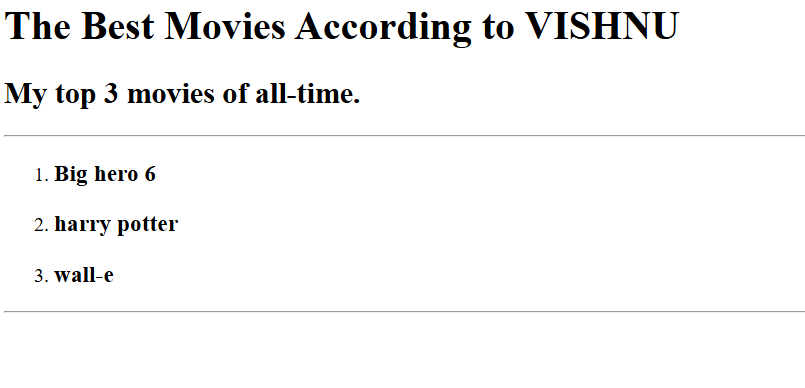 The Best Movies According to VISHNU
My top 3 movies of all-time.
1. Big hero 6
2. harry potter
3. wall-e